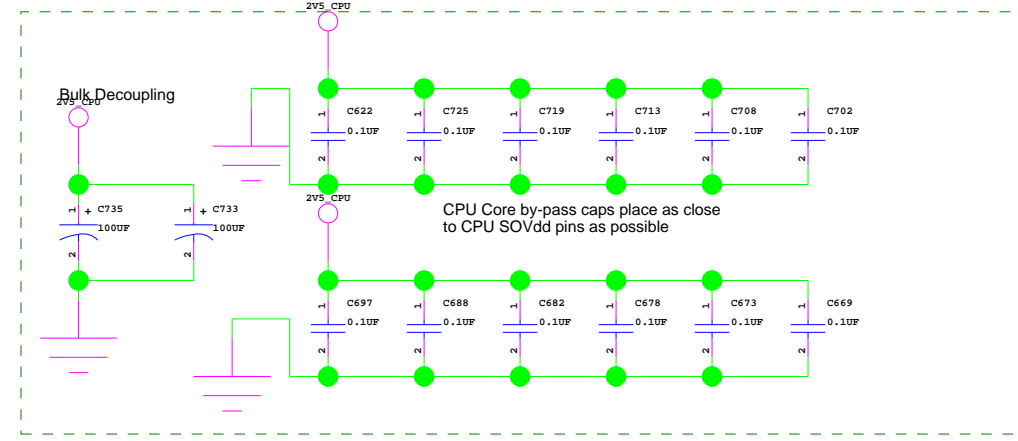 2V5_CPU
Bulk Decoupling
2V5_CPU
1 C622 1 C725 1 C719 1 C713 1 C708 1 C702
0.1UF 0.1UF 0.1UF 0.1UF 0.1UF 0.1UF
2 2 2 2 2 2
2V5_CPU
1 + C735 1 + C733
100UF 100UF
2 2
CPU Core by-pass caps place as close
to CPU SOVdd pins as possible
1 C697 1 C688 1 C682 1 C678 1 C673 1 C669
0.1UF 0.1UF 0.1UF 0.1UF 0.1UF 0.1UF
2 2 2 2 2 2